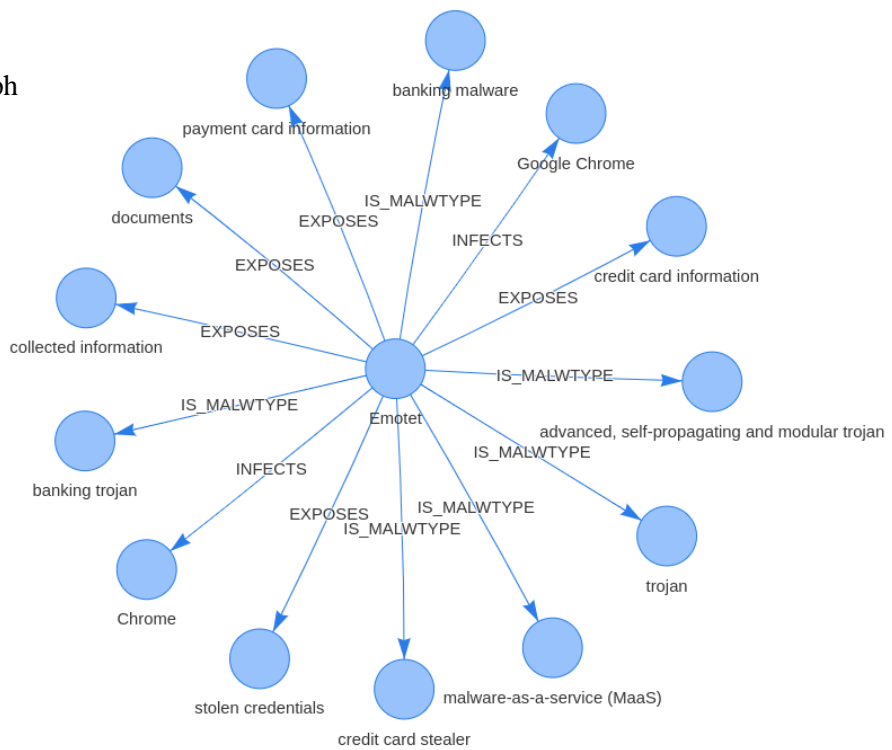 banking malware
ph
payment card information
Google Chrome
IS_MALWTYPE
documents
EXPOSES
INFECTS
EXPOSES
credit card information
EXPOSES
EXPOSES
collected information
IS_MALWTYPE
IS_MALWTYPE
Emotet
advanced, self-propagating and modular trojan
IS_MALWTYPE
INFECTS
banking trojan
IS_MALWTYPE
EXPOSES
IS_MALWTYPE
trojan
Chrome
malware-as-a-service (MaaS)
stolen credentials
credit card stealer